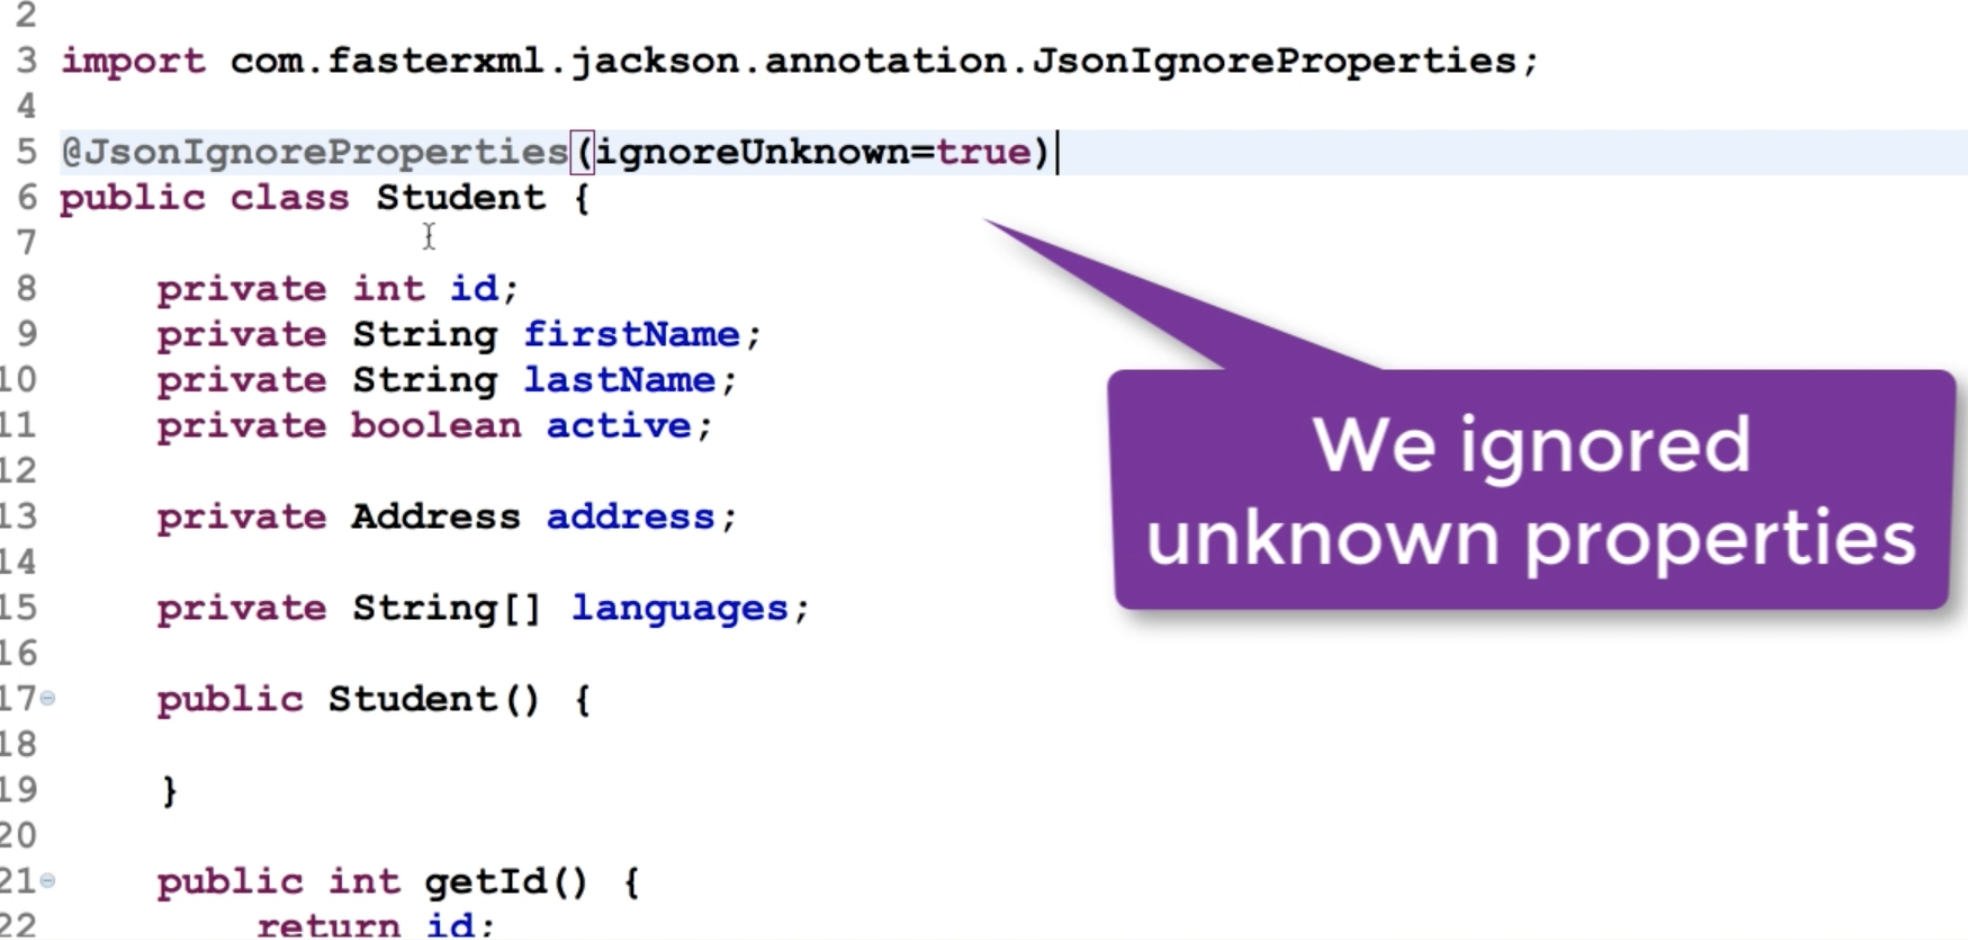 2
3 import com.fasterxml.jackson.annotation.JsonIgnoreProperties;
4
5 @JsonIgnoreProperties(ignoreUnknown=true)
6 public class Student {
7
8     private int id;
9     private String firstName;
10     private String lastName;
11     private boolean active;
12
13     private Address address;
14
15     private String[] languages;
16
17     public Student() {
18
19     }
20
21     public int getId() {
22         return id;
We ignored
unknown properties